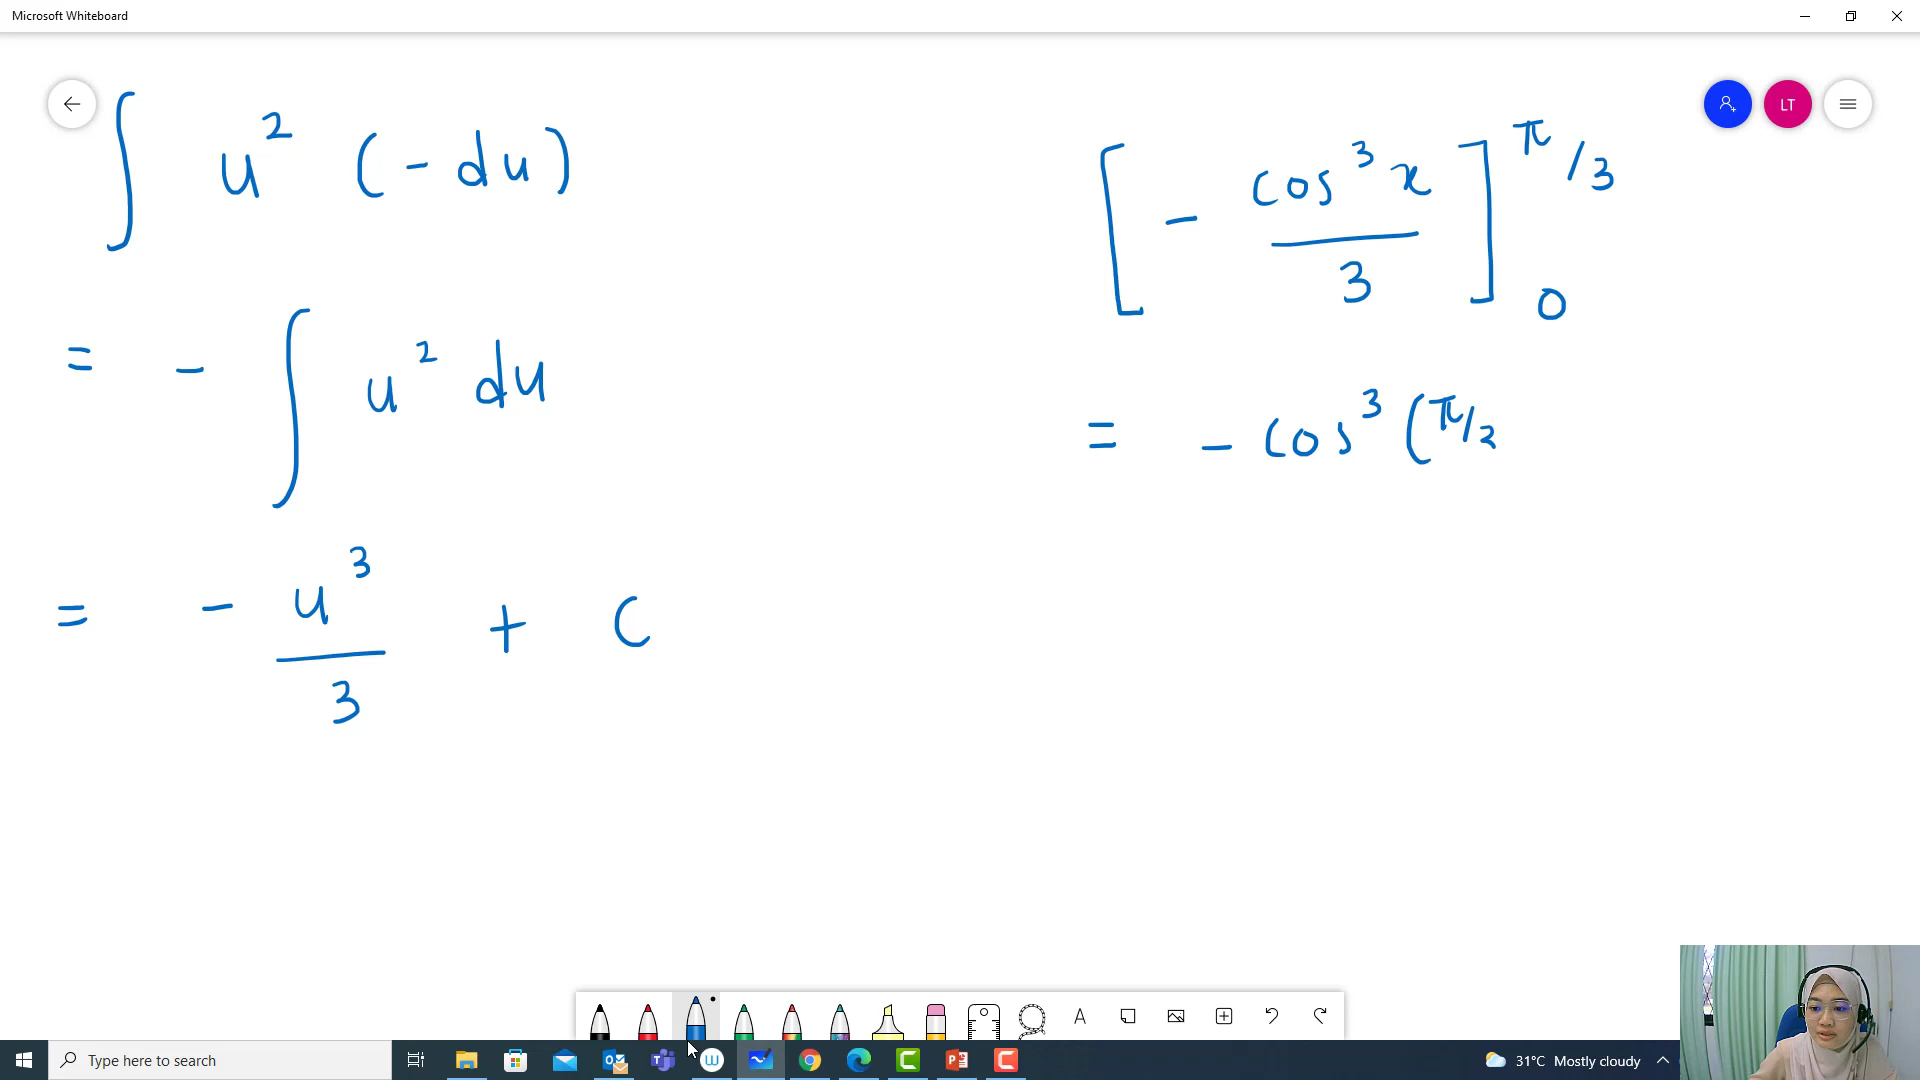 Microsoft Whiteboard
LT
∫ u² (- du)
= - ∫ u² du
= - u³/3 + C
[ - cos³x / 3 ] π/3 0
= - cos³ (π/2
A
Type here to search
31°C Mostly cloudy